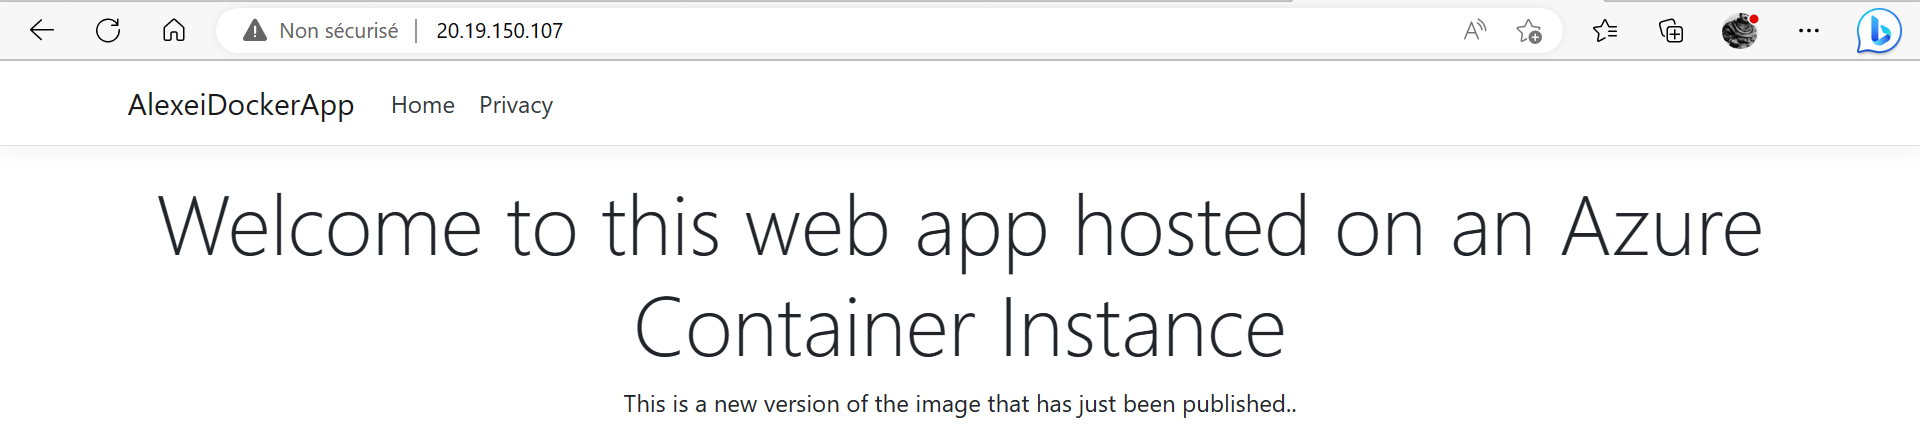 Non sécurisé | 20.19.150.107
AlexeiDockerApp Home Privacy
Welcome to this web app hosted on an Azure
Container Instance
This is a new version of the image that has just been published..